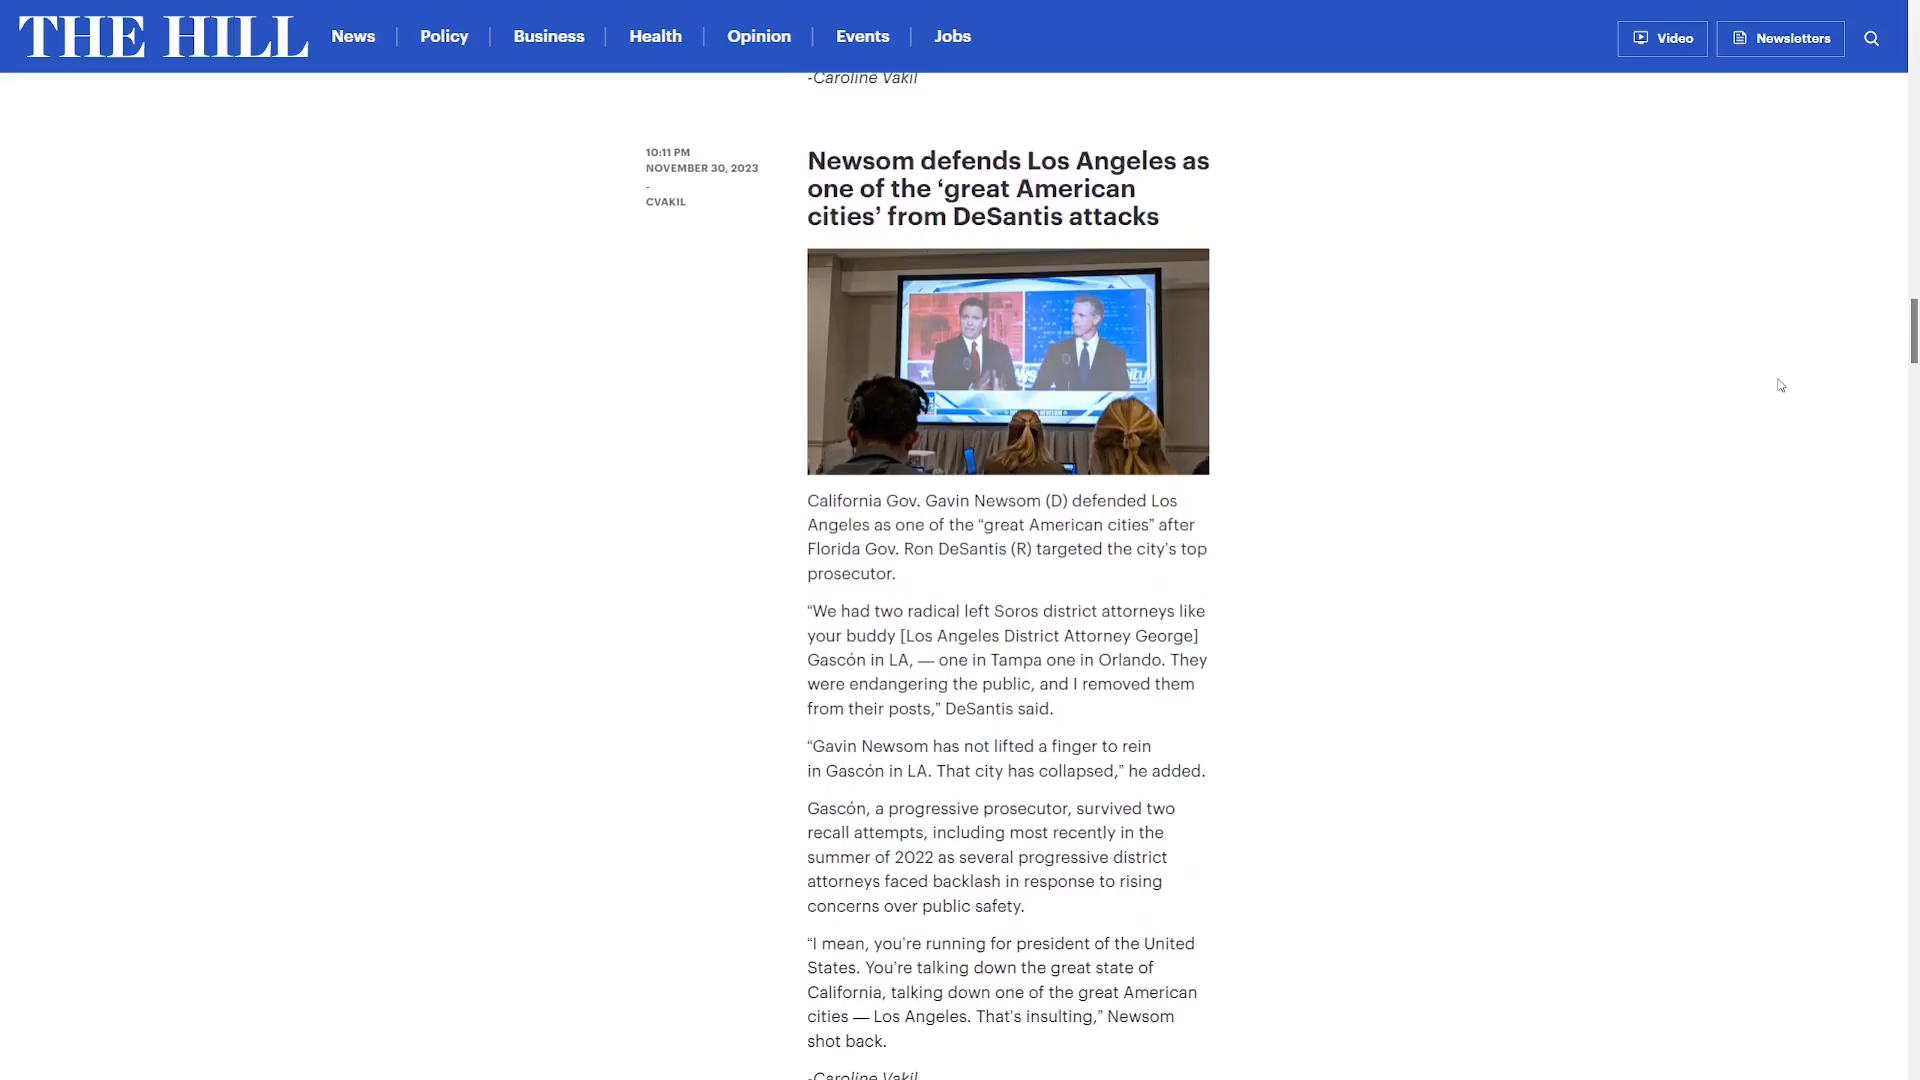 THE HILL
News
Policy
Business
Health
Opinion
Events
Jobs
Video
Newsletters
-Caroline Vakil
10:11 PM
NOVEMBER 30, 2023
-
CVAKIL
Newsom defends Los Angeles as
one of the ‘great American
cities’ from DeSantis attacks
California Gov. Gavin Newsom (D) defended Los
Angeles as one of the “great American cities” after
Florida Gov. Ron DeSantis (R) targeted the city’s top
prosecutor.
“We had two radical left Soros district attorneys like
your buddy [Los Angeles District Attorney George]
Gascón in LA, — one in Tampa one in Orlando. They
were endangering the public, and I removed them
from their posts,” DeSantis said.
“Gavin Newsom has not lifted a finger to rein
in Gascón in LA. That city has collapsed,” he added.
Gascón, a progressive prosecutor, survived two
recall attempts, including most recently in the
summer of 2022 as several progressive district
attorneys faced backlash in response to rising
concerns over public safety.
“I mean, you’re running for president of the United
States. You’re talking down the great state of
California, talking down one of the great American
cities — Los Angeles. That’s insulting,” Newsom
shot back.
-Caroline Vakil